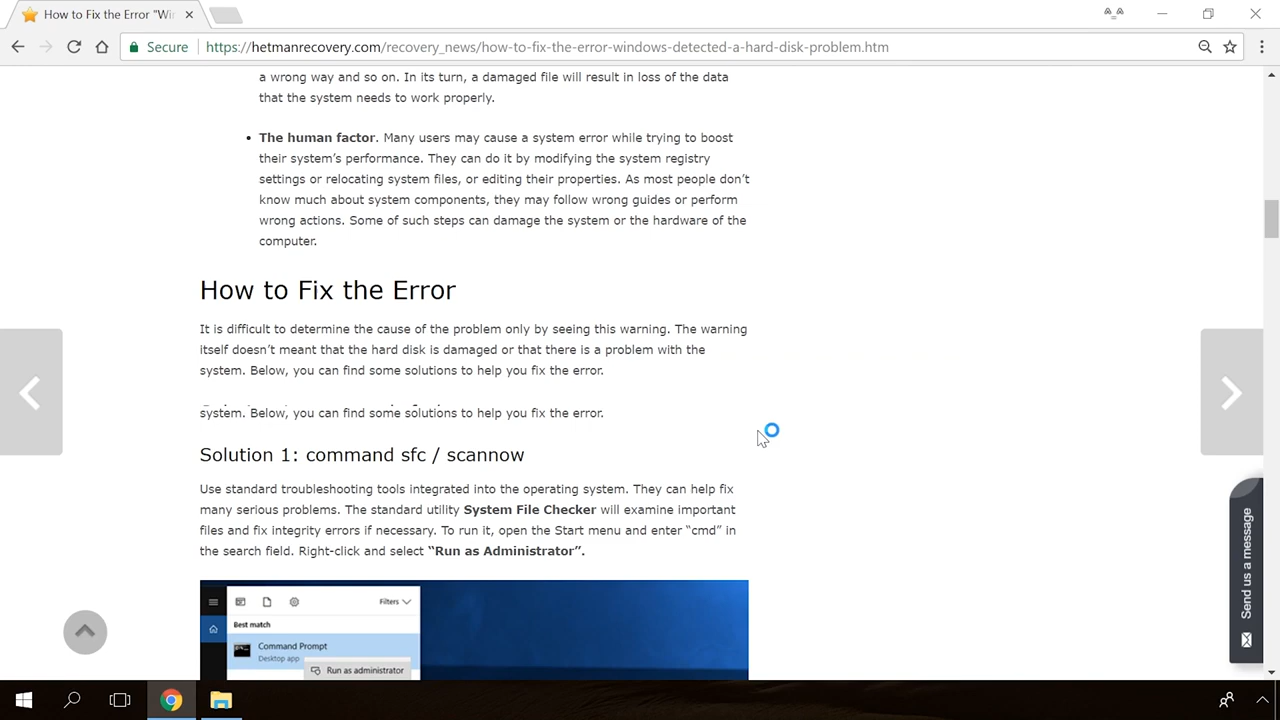 How to Fix the Error "Wir
Secure
https://hetmanrecovery.com/recovery_news/how-to-fix-the-error-windows-detected-a-hard-disk-problem.htm
a wrong way and so on. In its turn, a damaged file will result in loss of the data
that the system needs to work properly.
• The human factor. Many users may cause a system error while trying to boost
their system’s performance. They can do it by modifying the system registry
settings or relocating system files, or editing their properties. As most people don’t
know much about system components, they may follow wrong guides or perform
wrong actions. Some of such steps can damage the system or the hardware of the
computer.
How to Fix the Error
It is difficult to determine the cause of the problem only by seeing this warning. The warning
itself doesn’t meant that the hard disk is damaged or that there is a problem with the
system. Below, you can find some solutions to help you fix the error.
system. Below, you can find some solutions to help you fix the error.
Solution 1: command sfc / scannow
Use standard troubleshooting tools integrated into the operating system. They can help fix
many serious problems. The standard utility System File Checker will examine important
files and fix integrity errors if necessary. To run it, open the Start menu and enter “cmd” in
the search field. Right-click and select “Run as Administrator”.
Filters
Best match
Command Prompt
Desktop app
Run as administrator
Send us a message